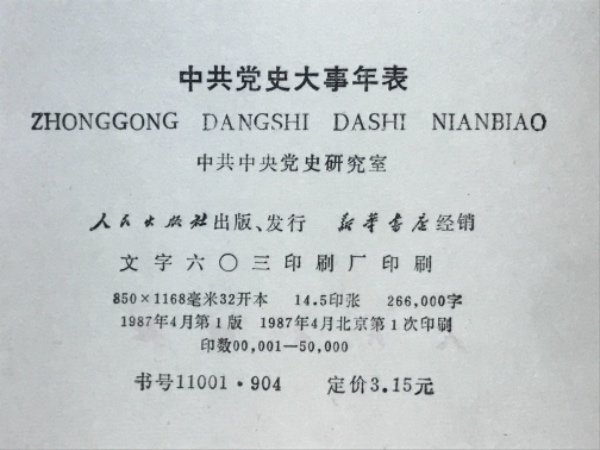 中共党史大事年表
ZHONGGONG DANGSHI DASHI NIANBIAO
中共中央党史研究室
人民出版社出版、发行 新华书店经销
文字六〇三印刷厂印刷
850×1168毫米32开本 14.5印张 266,000字
1987年4月第1版 1987年4月北京第1次印刷
印数00,001—50,000
书号11001·904 定价3.15元